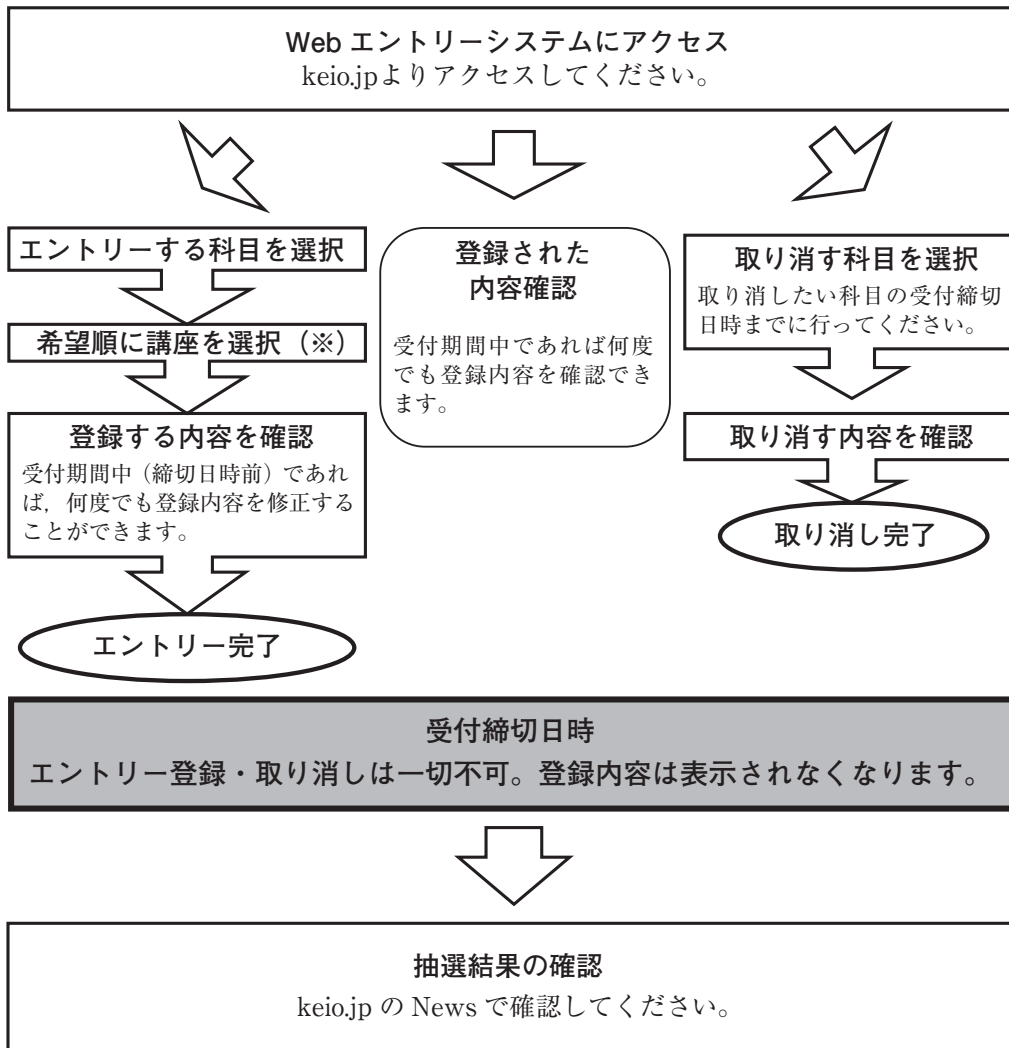 Web エントリーシステムにアクセス
keio.jpよりアクセスしてください。
エントリーする科目を選択
希望順に講座を選択（※）
登録する内容を確認
受付期間中（締切日時前）であれ
ば，何度でも登録内容を修正する
ことができます。
エントリー完了
登録された
内容確認
受付期間中であれば何度
でも登録内容を確認でき
ます。
取り消す科目を選択
取り消したい科目の受付締切
日時までに行ってください。
取り消す内容を確認
取り消し完了
受付締切日時
エントリー登録・取り消しは一切不可。登録内容は表示されなくなります。
抽選結果の確認
keio.jp の News で確認してください。